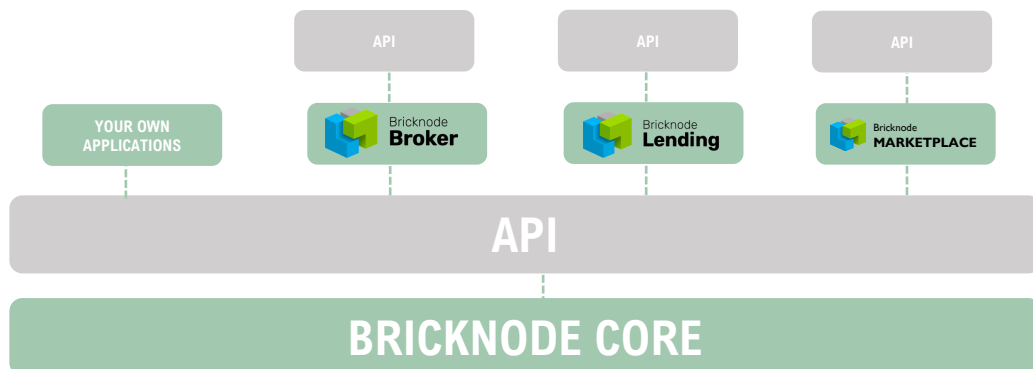 API
API
API
YOUR OWN
APPLICATIONS
Bricknode
Broker
Bricknode
Lending
Bricknode
MARKETPLACE
API
BRICKNODE CORE